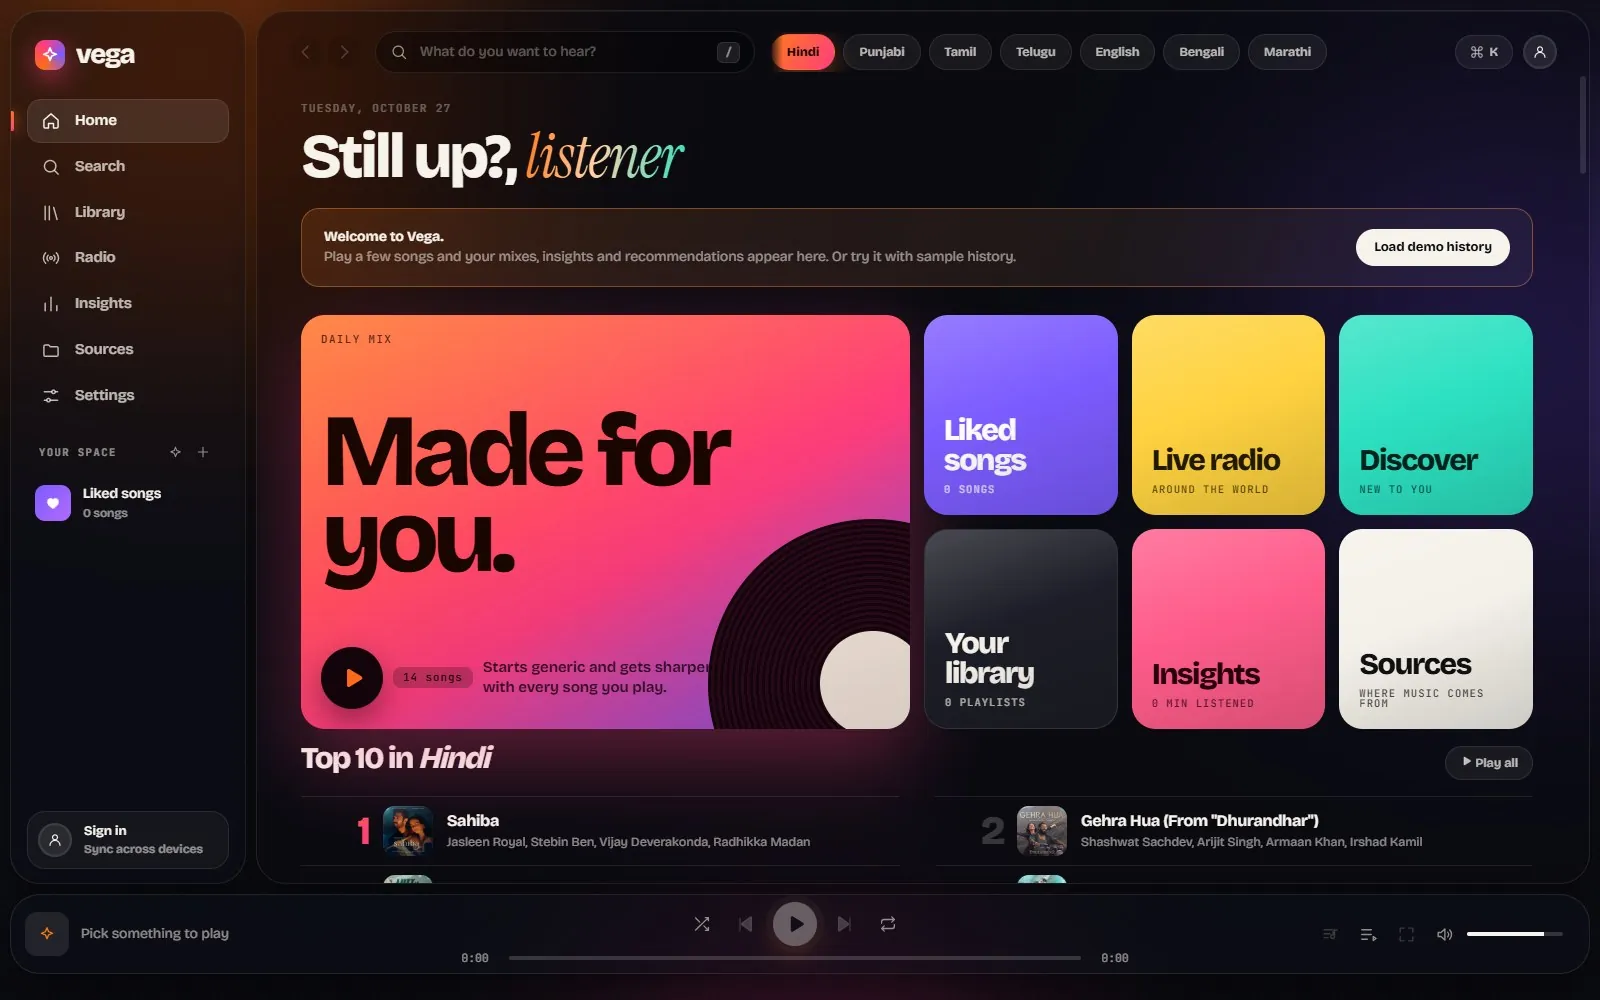 vega
What do you want to hear?
/
Hindi
Punjabi
Tamil
Telugu
English
Bengali
Marathi
⌘ K
Home
Search
Library
Radio
Insights
Sources
Settings
YOUR SPACE
Liked songs
0 songs
Sign in
Sync across devices
TUESDAY, OCTOBER 27
Still up?, listener
Welcome to Vega.
Play a few songs and your mixes, insights and recommendations appear here. Or try it with sample history.
Load demo history
DAILY MIX
Made for
you.
14 songs
Starts generic and gets sharper
with every song you play.
Liked
songs
0 SONGS
Live radio
AROUND THE WORLD
Discover
NEW TO YOU
Your
library
0 PLAYLISTS
Insights
0 MIN LISTENED
Sources
WHERE MUSIC COMES
FROM
Top 10 in Hindi
Play all
1
Sahiba
Jasleen Royal, Stebin Ben, Vijay Deverakonda, Radhikka Madan
2
GEHRA HUA
Gehra Hua (From "Dhurandhar")
Shashwat Sachdev, Arijit Singh, Armaan Khan, Irshad Kamil
Pick something to play
0:00
0:00